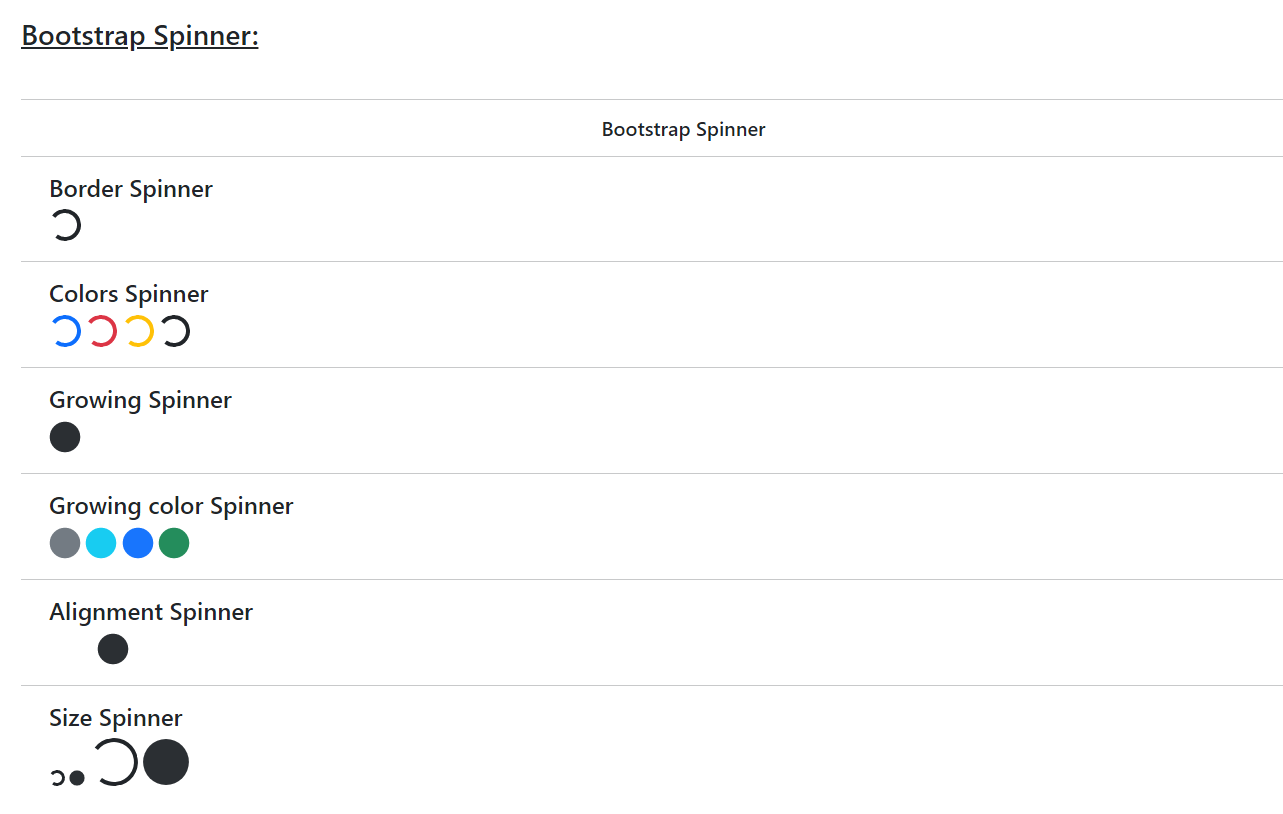 Bootstrap Spinner:
Bootstrap Spinner
Border Spinner
Colors Spinner
Growing Spinner
Growing color Spinner
Alignment Spinner
Size Spinner